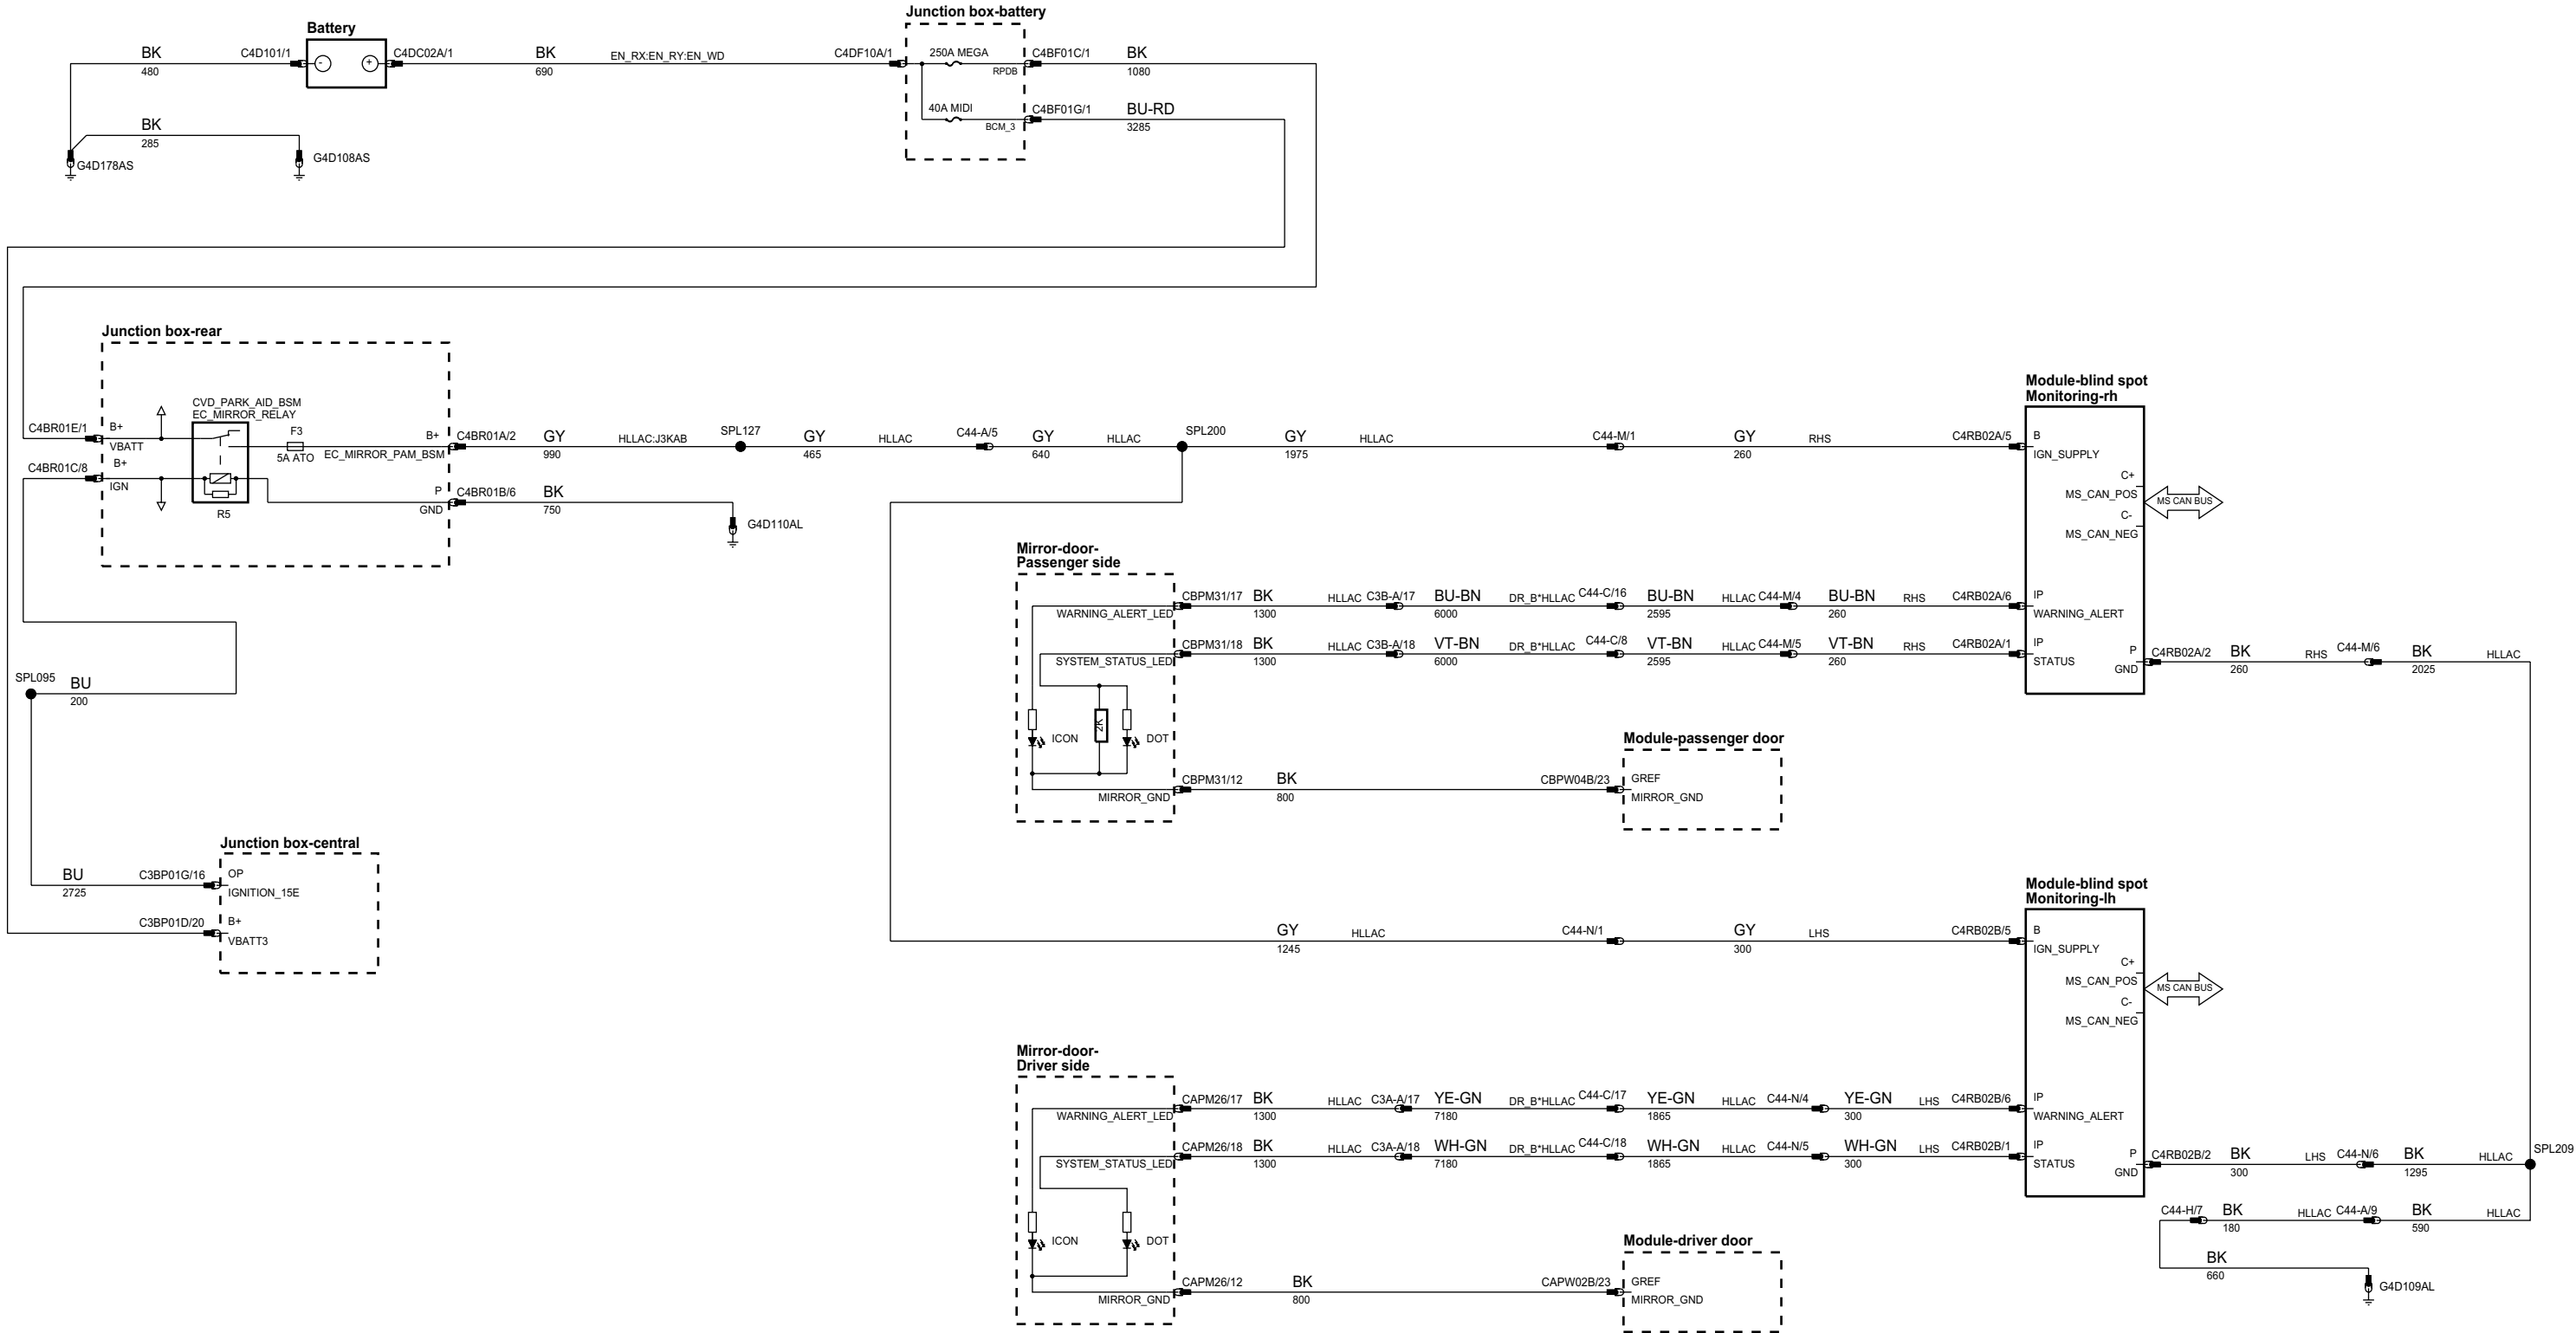 Junction box-battery
Battery
BK
480
C4D101/1
-
+
C4DC02A/1
BK
690
EN_RX:EN_RY:EN_WD
C4DF10A/1
250A MEGA
RPDB
C4BF01C/1
BK
1080
40A MIDI
BCM_3
C4BF01G/1
BU-RD
3285
BK
285
G4D178AS
G4D108AS
Junction box-rear
CVD_PARK_AID_BSM
EC_MIRROR_RELAY
C4BR01E/1
B+
VBATT
F3
5A ATO
B+
EC_MIRROR_PAM_BSM
C4BR01A/2
GY
990
HLLAC:J3KAB
SPL127
GY
465
HLLAC
C44-A/5
GY
640
HLLAC
SPL200
GY
1975
HLLAC
C44-M/1
GY
260
RHS
C4RB02A/5
C4BR01C/8
B+
IGN
R5
P
GND
C4BR01B/6
BK
750
G4D110AL
Module-blind spot
Monitoring-rh
B
IGN_SUPPLY
C+
MS_CAN_POS
C-
MS_CAN_NEG
MS CAN BUS
IP
WARNING_ALERT
IP
STATUS
P
GND
C4RB02A/2
BK
260
RHS
C44-M/6
BK
2025
HLLAC
Mirror-door-
Passenger side
WARNING_ALERT_LED
CBPM31/17
BK
1300
HLLAC
C3B-A/17
BU-BN
6000
DR_B*HLLAC
C44-C/16
BU-BN
2595
HLLAC
C44-M/4
BU-BN
260
RHS
C4RB02A/6
SYSTEM_STATUS_LED
CBPM31/18
BK
1300
HLLAC
C3B-A/18
VT-BN
6000
DR_B*HLLAC
C44-C/8
VT-BN
2595
HLLAC
C44-M/5
VT-BN
260
RHS
C4RB02A/1
ICON
2K
DOT
MIRROR_GND
CBPM31/12
BK
800
CBPW04B/23
Module-passenger door
GREF
MIRROR_GND
SPL095
BU
200
Junction box-central
BU
2725
C3BP01G/16
OP
IGNITION_15E
C3BP01D/20
B+
VBATT3
GY
1245
HLLAC
C44-N/1
GY
300
LHS
C4RB02B/5
Module-blind spot
Monitoring-lh
B
IGN_SUPPLY
C+
MS_CAN_POS
C-
MS_CAN_NEG
MS CAN BUS
IP
WARNING_ALERT
IP
STATUS
P
GND
C4RB02B/2
BK
300
LHS
C44-N/6
BK
1295
HLLAC
SPL209
C44-H/7
BK
180
HLLAC
C44-A/9
BK
590
HLLAC
BK
660
G4D109AL
Mirror-door-
Driver side
WARNING_ALERT_LED
CAPM26/17
BK
1300
HLLAC
C3A-A/17
YE-GN
7180
DR_B*HLLAC
C44-C/17
YE-GN
1865
HLLAC
C44-N/4
YE-GN
300
LHS
C4RB02B/6
SYSTEM_STATUS_LED
CAPM26/18
BK
1300
HLLAC
C3A-A/18
WH-GN
7180
DR_B*HLLAC
C44-C/18
WH-GN
1865
HLLAC
C44-N/5
WH-GN
300
LHS
C4RB02B/1
ICON
DOT
MIRROR_GND
CAPM26/12
BK
800
CAPW02B/23
Module-driver door
GREF
MIRROR_GND